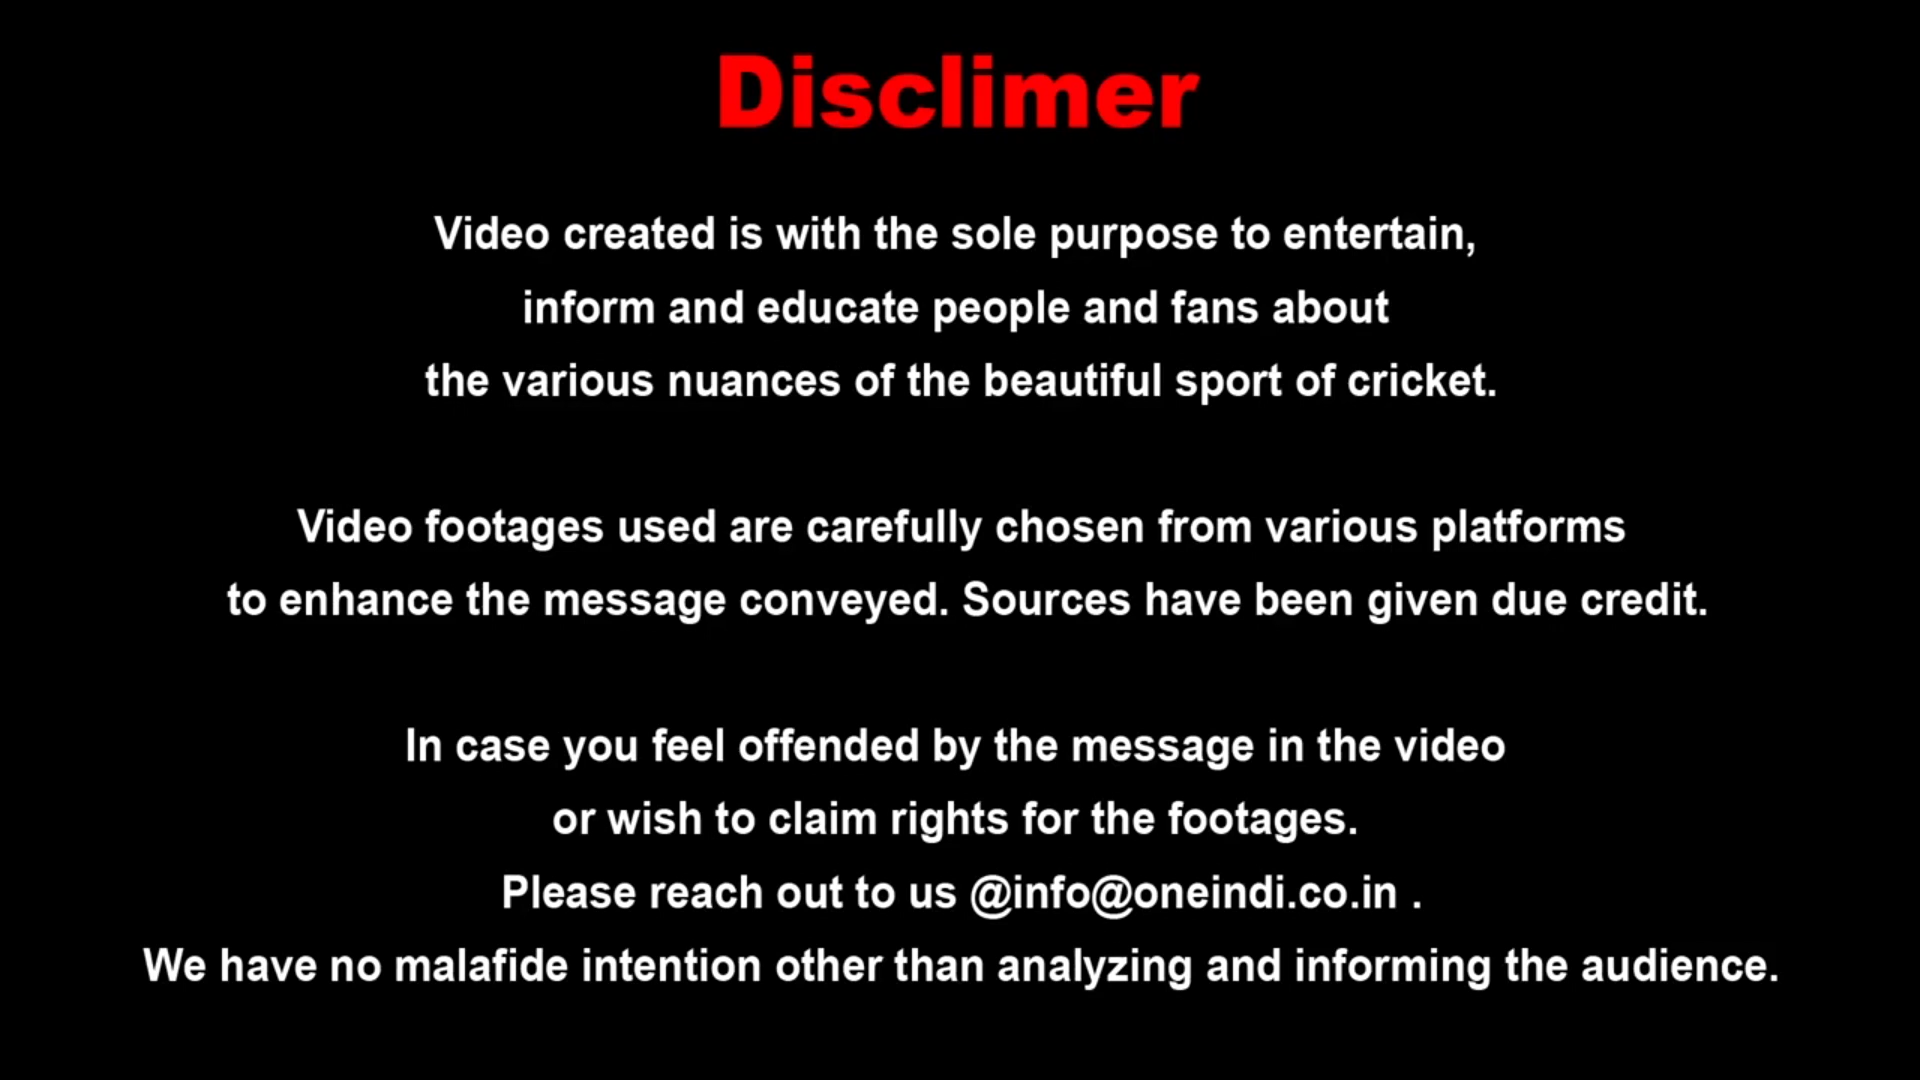 Disclimer
Video created is with the sole purpose to entertain,
inform and educate people and fans about
the various nuances of the beautiful sport of cricket.
Video footages used are carefully chosen from various platforms
to enhance the message conveyed. Sources have been given due credit.
In case you feel offended by the message in the video
or wish to claim rights for the footages.
Please reach out to us @info@oneindi.co.in .
We have no malafide intention other than analyzing and informing the audience.